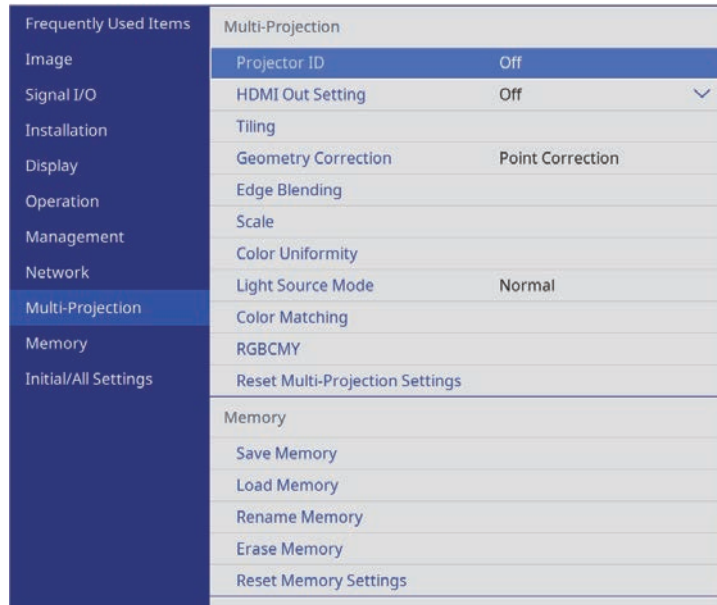 Frequently Used Items
Image
Signal I/O
Installation
Display
Operation
Management
Network
Multi-Projection
Memory
Initial/All Settings
Multi-Projection
Projector ID Off
HDMI Out Setting Off
Tiling
Geometry Correction Point Correction
Edge Blending
Scale
Color Uniformity
Light Source Mode Normal
Color Matching
RGBCMY
Reset Multi-Projection Settings
Memory
Save Memory
Load Memory
Rename Memory
Erase Memory
Reset Memory Settings